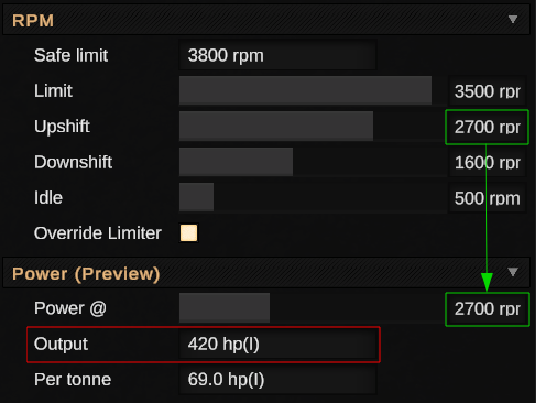 RPM
Safe limit 3800 rpm
Limit 3500 rpr
Upshift 2700 rpr
Downshift 1600 rpr
Idle 500 rpm
Override Limiter
Power (Preview)
Power @ 2700 rpr
Output 420 hp(I)
Per tonne 69.0 hp(I)